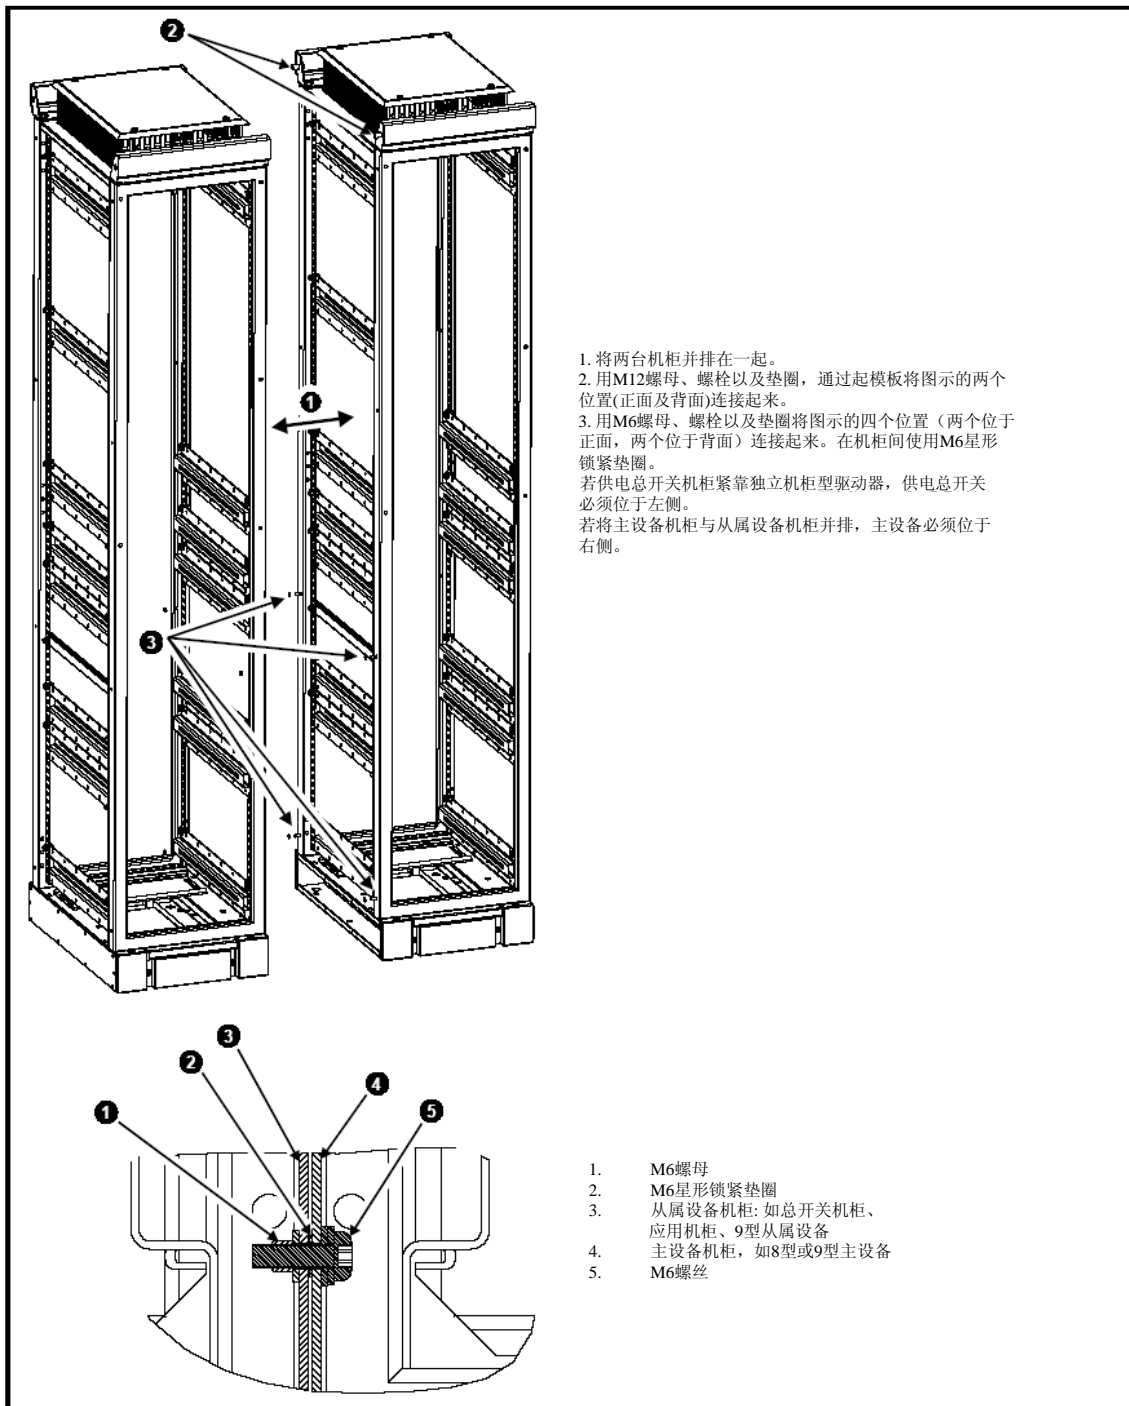 2
1
3
1. 将两台机柜并排在一起。
2. 用M12螺母、螺栓以及垫圈，通过起模板将图示的两个
位置(正面及背面)连接起来。
3. 用M6螺母、螺栓以及垫圈将图示的四个位置（两个位于
正面，两个位于背面）连接起来。在机柜间使用M6星形
锁紧垫圈。
若供电总开关机柜紧靠独立机柜型驱动器，供电总开关
必须位于左侧。
若将主设备机柜与从属设备机柜并排，主设备必须位于
右侧。
3
2
4
1
5
1. M6螺母
2. M6星形锁紧垫圈
3. 从属设备机柜: 如总开关机柜、
应用机柜、9型从属设备
4. 主设备机柜，如8型或9型主设备
5. M6螺丝